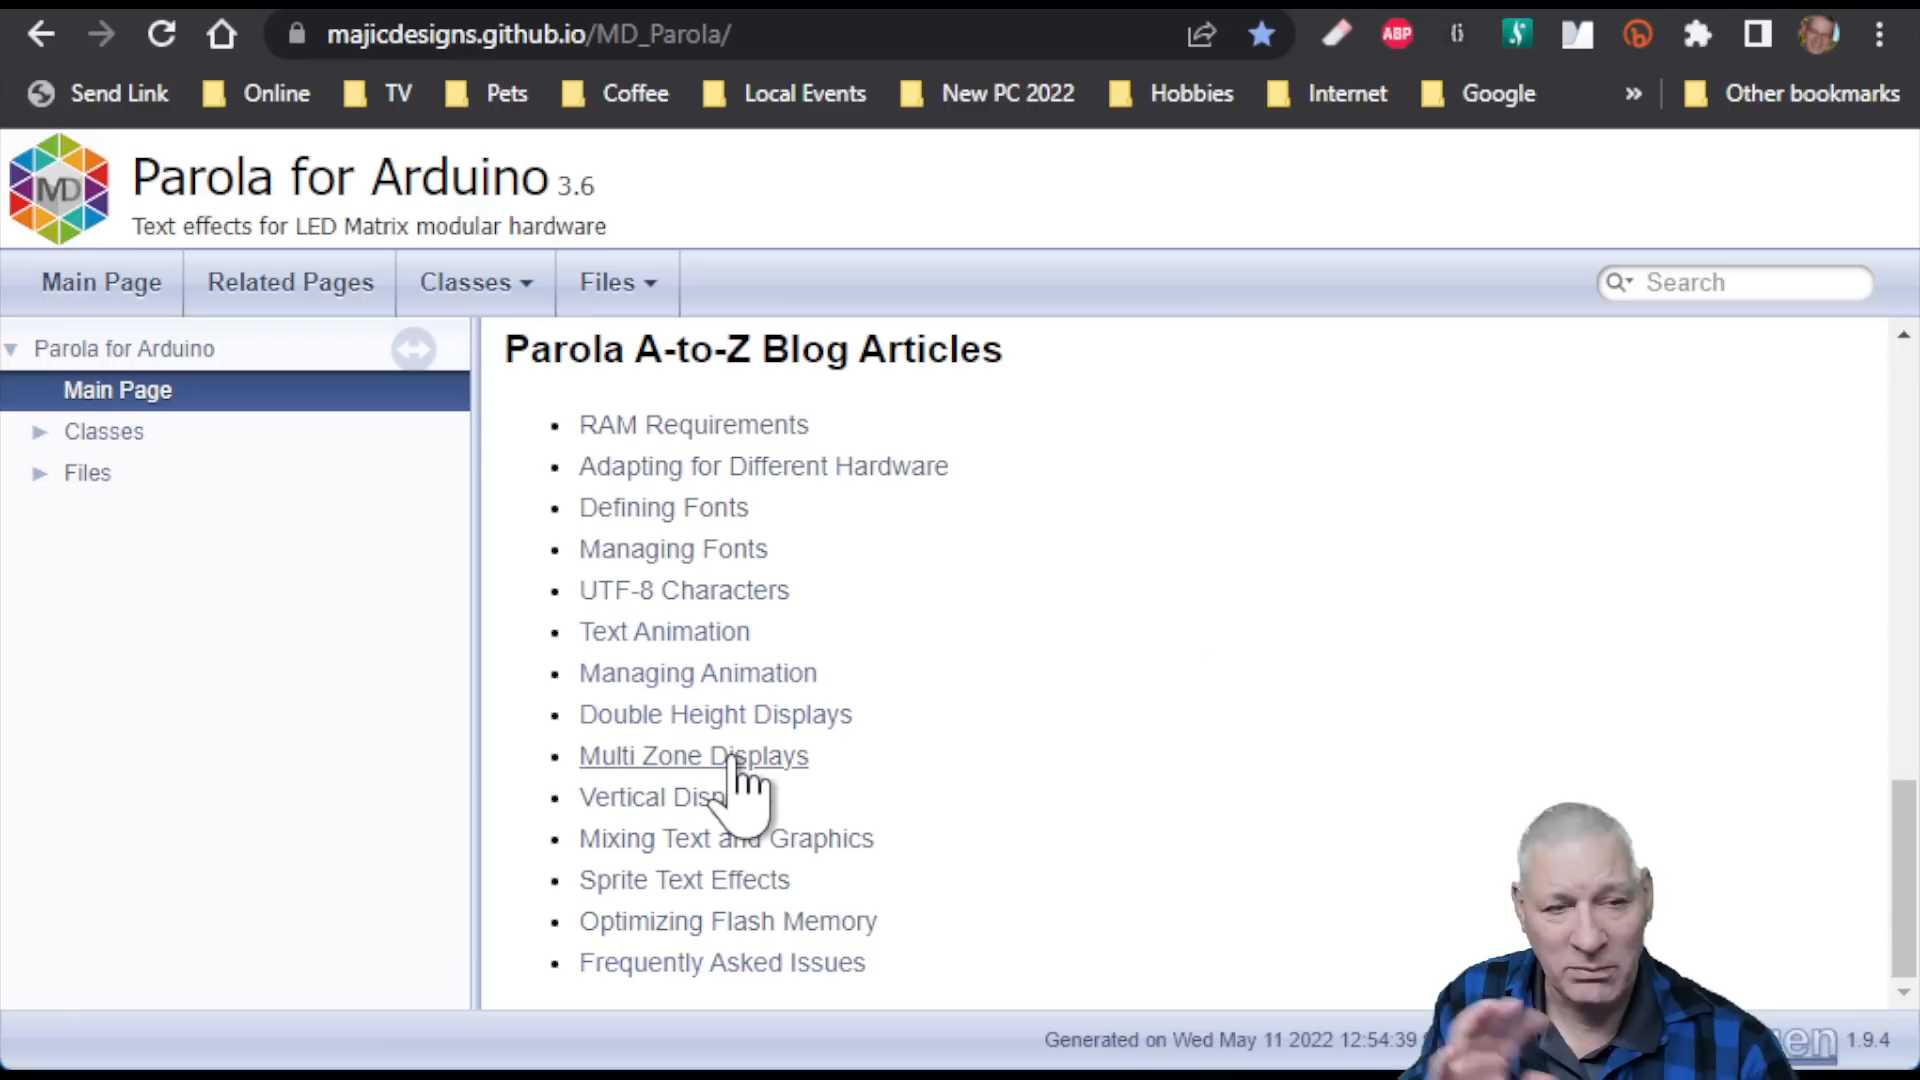 majicdesigns.github.io/MD_Parola/
ABP
Send Link Online TV Pets Coffee Local Events New PC 2022 Hobbies Internet Google » Other bookmarks
MD
Parola for Arduino 3.6
Text effects for LED Matrix modular hardware
Main Page Related Pages Classes Files Search
Parola for Arduino
Main Page
Classes
Files
Parola A-to-Z Blog Articles
RAM Requirements
Adapting for Different Hardware
Defining Fonts
Managing Fonts
UTF-8 Characters
Text Animation
Managing Animation
Double Height Displays
Multi Zone Displays
Vertical Disp
Mixing Text and Graphics
Sprite Text Effects
Optimizing Flash Memory
Frequently Asked Issues
Generated on Wed May 11 2022 12:54:39 gen 1.9.4